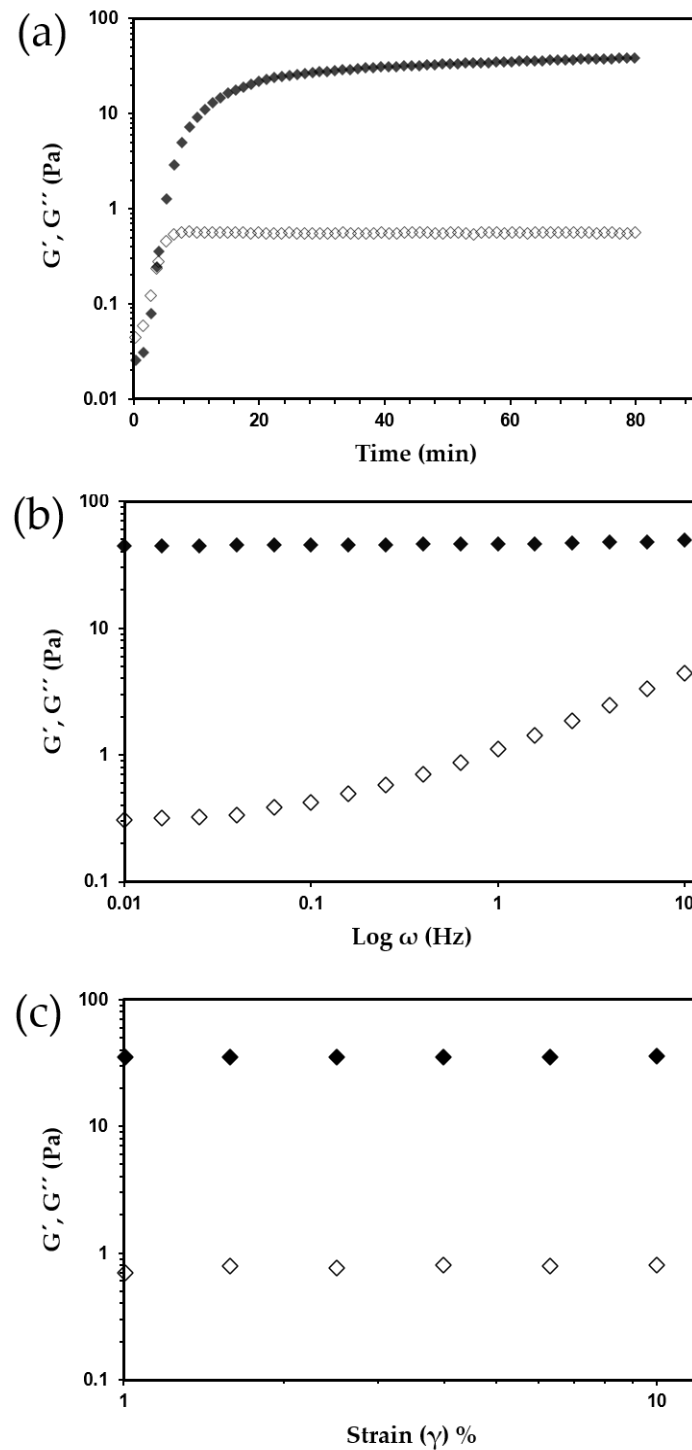 (a)
100
10
1
0.1
0.01
G´, G´´ (Pa)
0 20 40 60 80
Time (min)
(b)
100
10
1
0.1
G´, G´´ (Pa)
0.01 0.1 1 10
Log ω (Hz)
(c)
100
10
1
0.1
G´, G´´ (Pa)
1 10
Strain (γ) %